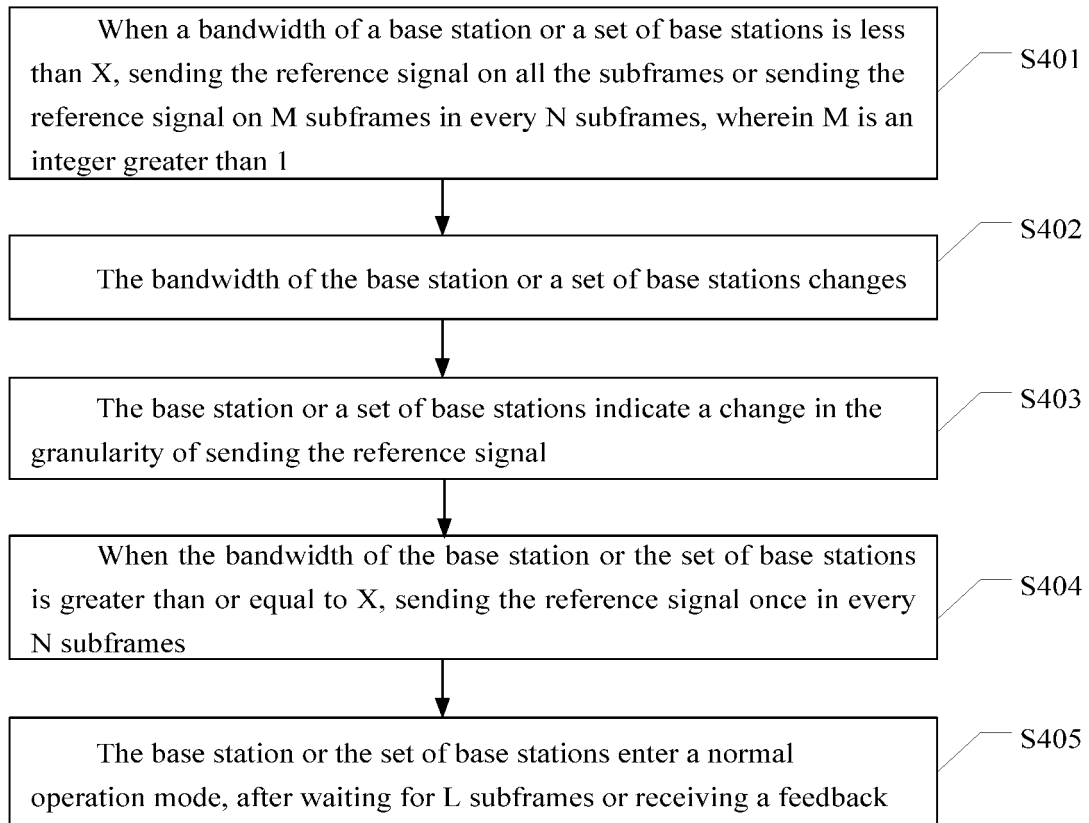 When a bandwidth of a base station or a set of base stations is less
than X, sending the reference signal on all the subframes or sending the
reference signal on M subframes in every N subframes, wherein M is an
integer greater than 1
S401
The bandwidth of the base station or a set of base stations changes
S402
The base station or a set of base stations indicate a change in the
granularity of sending the reference signal
S403
When the bandwidth of the base station or the set of base stations
is greater than or equal to X, sending the reference signal once in every
N subframes
S404
The base station or the set of base stations enter a normal
operation mode, after waiting for L subframes or receiving a feedback
S405